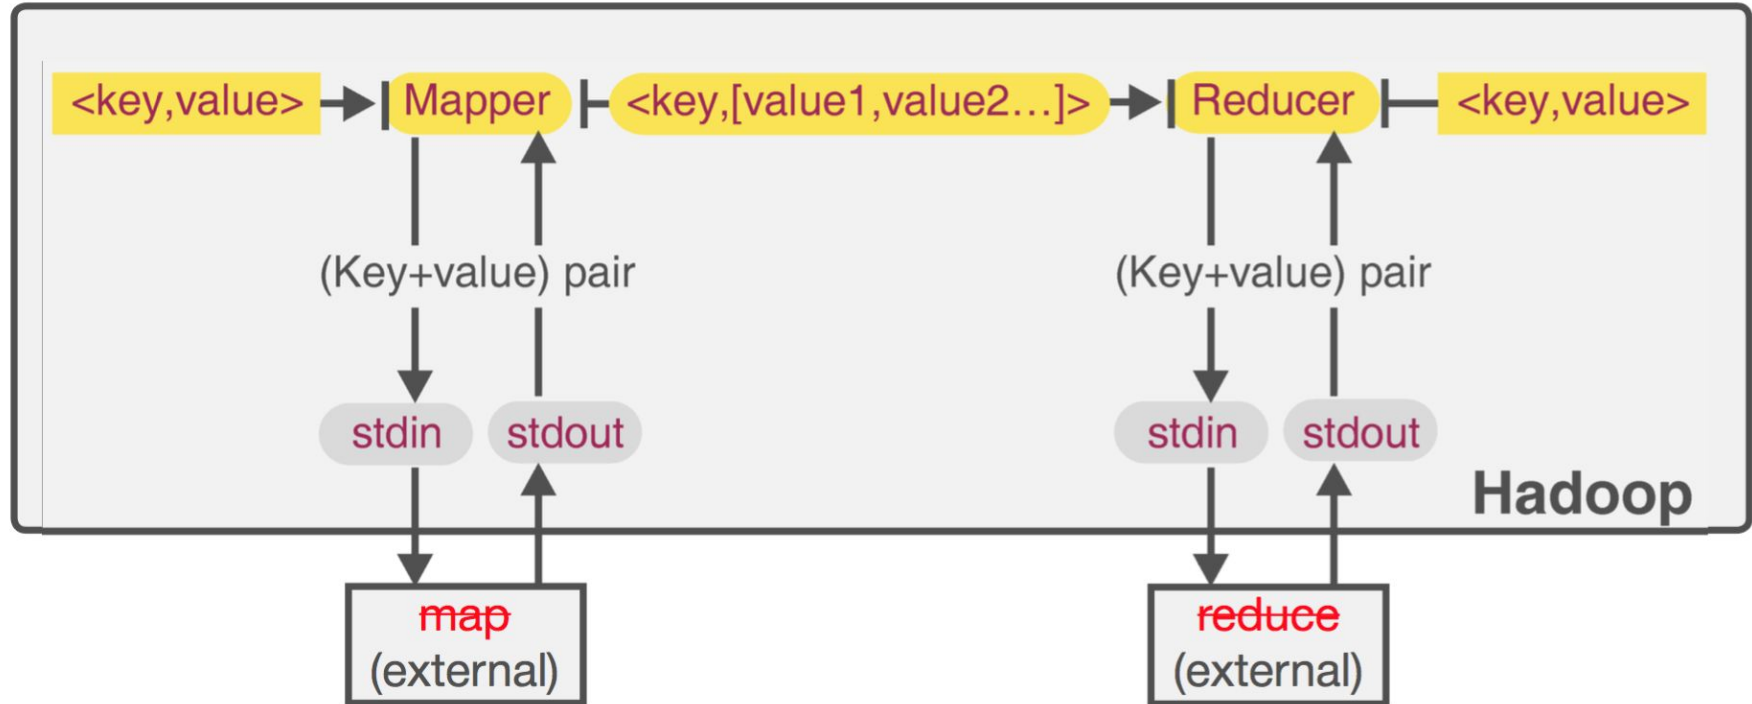 <key,value>
Mapper
<key,[value1,value2...]>
Reducer
<key,value>
(Key+value) pair
(Key+value) pair
stdin
stdout
stdin
stdout
Hadoop
map
(external)
reduce
(external)